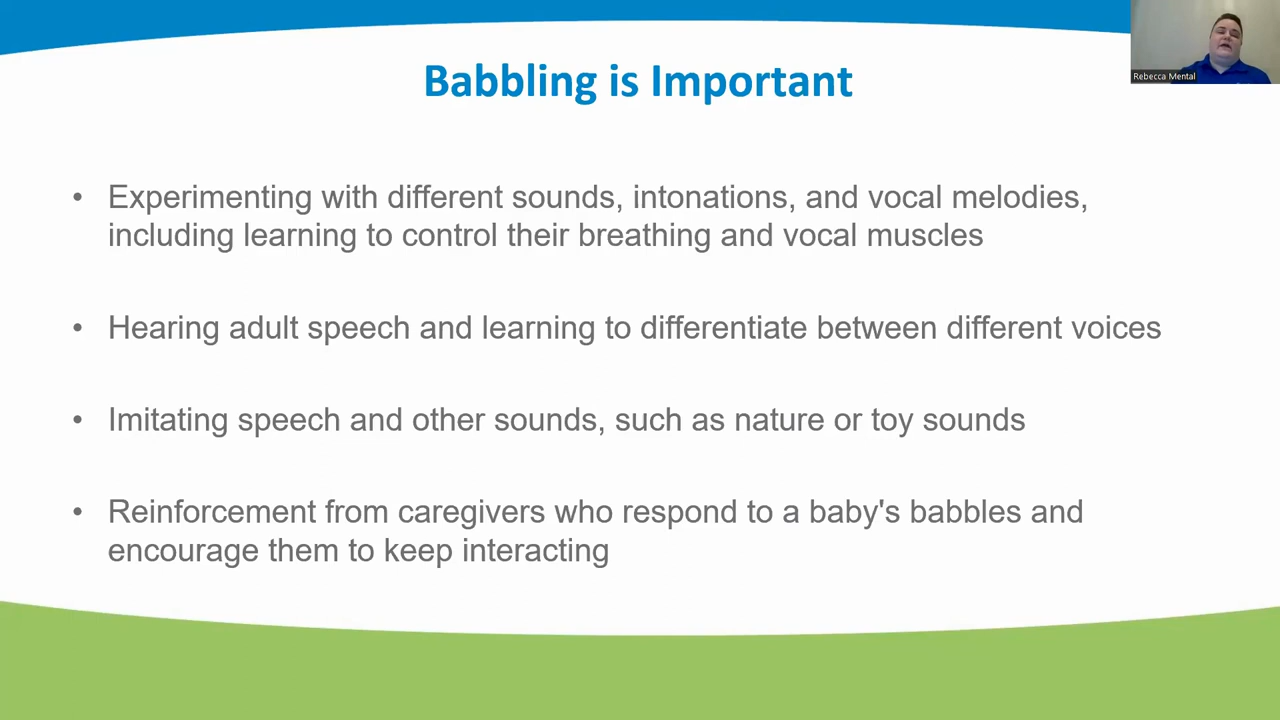 Babbling is Important
Rebecca Mental
• Experimenting with different sounds, intonations, and vocal melodies,
including learning to control their breathing and vocal muscles
• Hearing adult speech and learning to differentiate between different voices
• Imitating speech and other sounds, such as nature or toy sounds
• Reinforcement from caregivers who respond to a baby's babbles and
encourage them to keep interacting